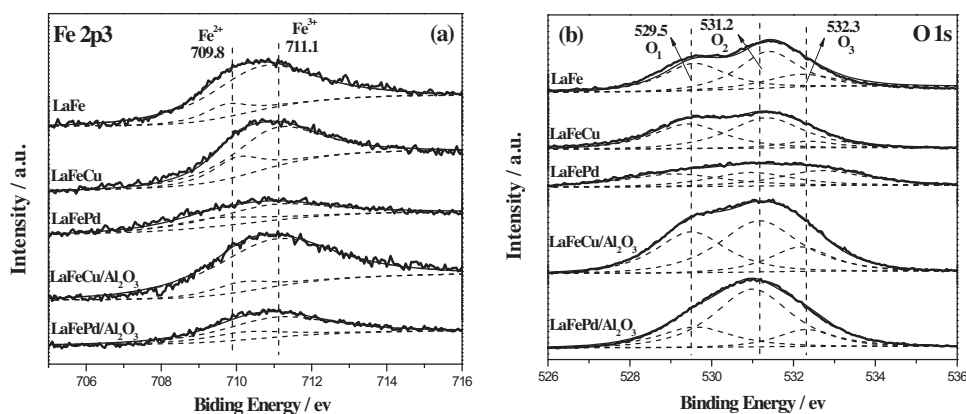 Fe 2p3
Fe²⁺
709.8
Fe³⁺
711.1
(a)
LaFe
LaFeCu
LaFePd
LaFeCu/Al₂O₃
LaFePd/Al₂O₃
Intensity / a.u.
706 708 710 712 714 716
Biding Energy / ev
(b)
529.5
O₁
531.2
O₂
532.3
O₃
O 1s
LaFe
LaFeCu
LaFePd
LaFeCu/Al₂O₃
LaFePd/Al₂O₃
Intensity / a.u.
526 528 530 532 534 536
Binding Energy / ev